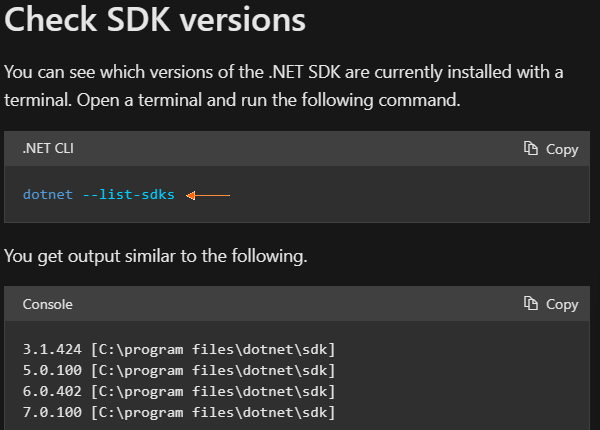 Check SDK versions
You can see which versions of the .NET SDK are currently installed with a
terminal. Open a terminal and run the following command.
.NET CLI Copy
dotnet --list-sdks
You get output similar to the following.
Console Copy
3.1.424 [C:\program files\dotnet\sdk]
5.0.100 [C:\program files\dotnet\sdk]
6.0.402 [C:\program files\dotnet\sdk]
7.0.100 [C:\program files\dotnet\sdk]